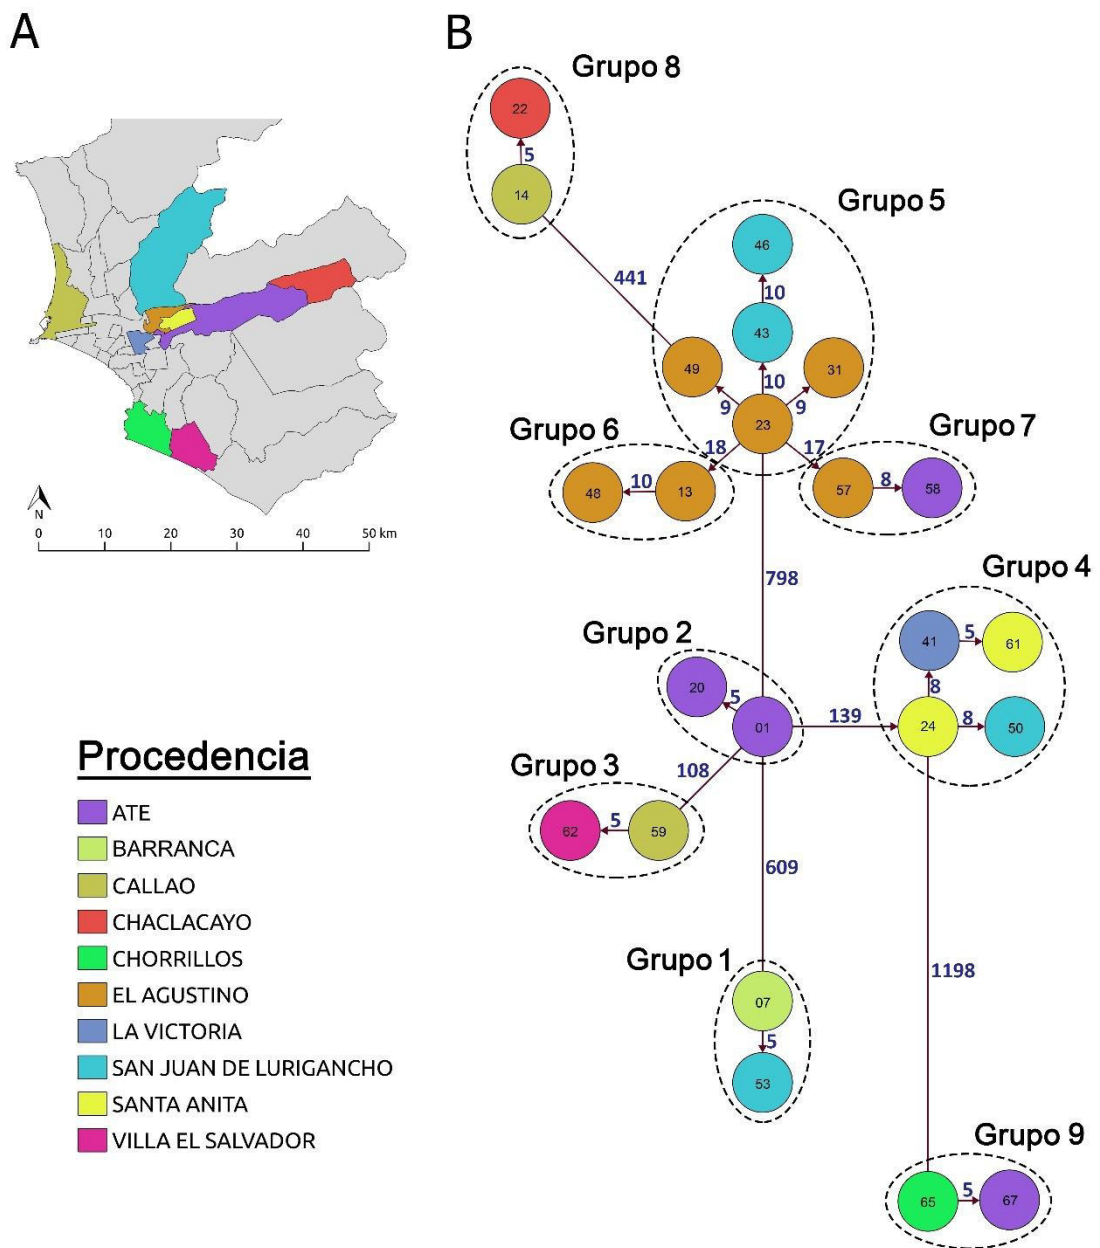 A
N
0 10 20 30 40 50 km
Procedencia
ATE
BARRANCA
CALLAO
CHACLACAYO
CHORRILLOS
EL AGUSTINO
LA VICTORIA
SAN JUAN DE LURIGANCHO
SANTA ANITA
VILLA EL SALVADOR
B
Grupo 8
22
5
14
441
Grupo 5
46
10
43
10
49
31
9
9
23
18
17
Grupo 6
48
10
13
Grupo 7
57
8
58
798
Grupo 2
20
5
01
139
Grupo 4
41
5
61
8
24
8
50
108
Grupo 3
62
5
59
609
Grupo 1
07
5
53
1198
Grupo 9
65
5
67